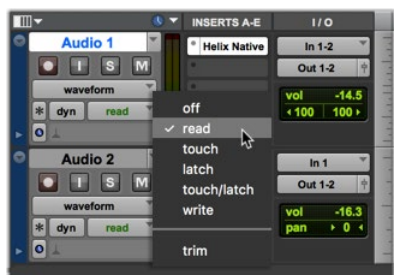 INSERTS A-E I / O
Audio 1 Helix Native In 1-2
I S M Out 1-2
waveform vol -14.5
dyn read 100 100
off
✓ read
touch
latch
touch/latch
write
trim
Audio 2 In 1
I S M Out 1-2
waveform vol -16.3
dyn read pan 0